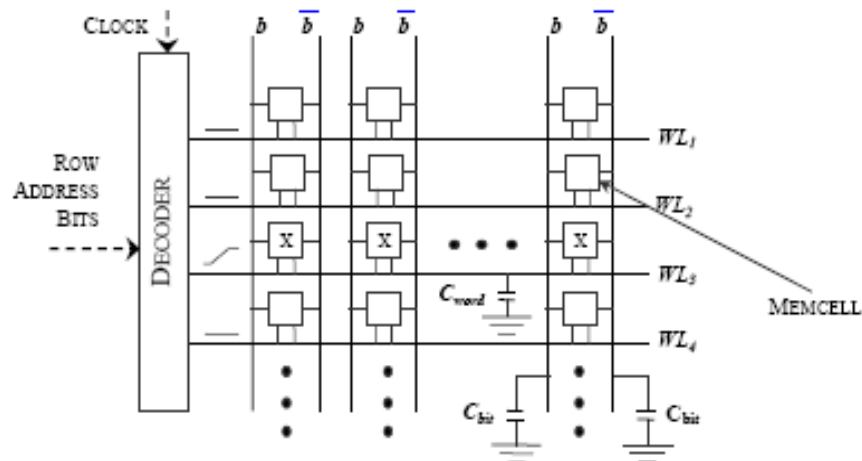 CLOCK
b b̅ b b̅ b b̅
WL1
ROW
ADDRESS
BITS
DECODER
WL2
X X X
WL3
Cword
MEMCELL
WL4
Cbit Cbit